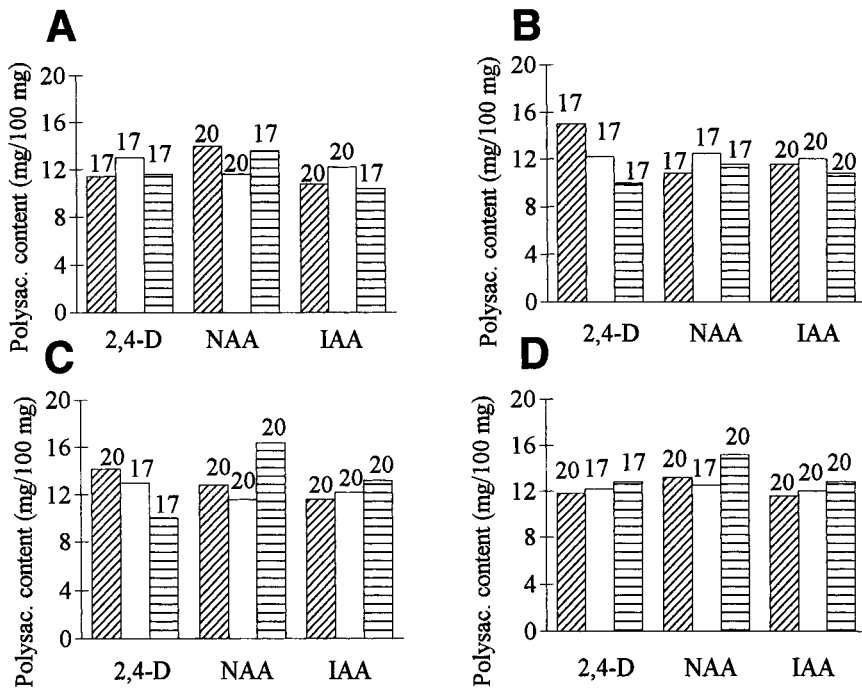 A
Polysac. content (mg/100 mg)
20
16
12
8
4
0
17 17 17 20 20 17 20 20 17
2,4-D NAA IAA
B
Polysac. content (mg/100 mg)
20
16
12
8
4
0
17 17 17 17 17 17 20 20 20
2,4-D NAA IAA
C
Polysac. content (mg/100 mg)
20
16
12
8
4
0
20 17 17 20 20 20 20 20 20
2,4-D NAA IAA
D
Polysac. content (mg/100 mg)
20
16
12
8
4
0
20 17 17 20 17 20 20 20 20
2,4-D NAA IAA